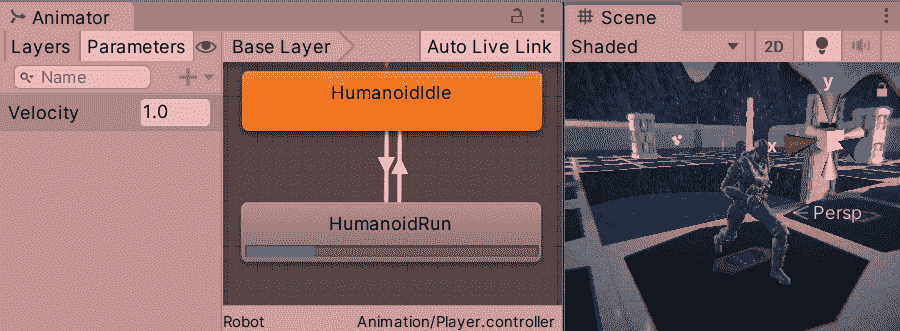 Animator
Layers Parameters
Name
Velocity 1.0
Base Layer Auto Live Link
HumanoidIdle
HumanoidRun
Robot Animation/Player.controller
Scene
Shaded 2D
y
x
Persp